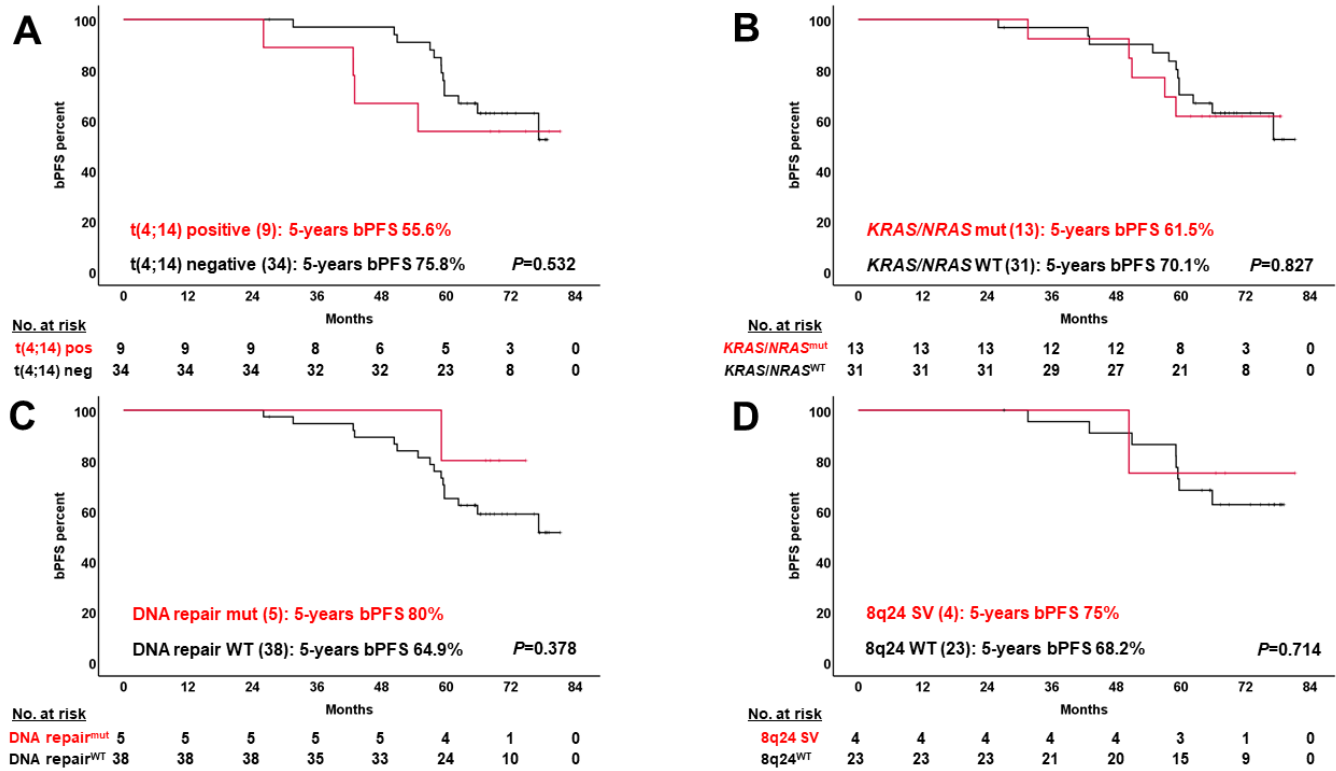 A
100
80
60
40
20
0
bPFS percent
t(4;14) positive (9): 5-years bPFS 55.6%
t(4;14) negative (34): 5-years bPFS 75.8%
P=0.532
0 12 24 36 48 60 72 84
Months
No. at risk
t(4;14) pos 9 9 9 8 6 5 3 0
t(4;14) neg 34 34 34 32 32 23 8 0
B
100
80
60
40
20
0
bPFS percent
KRAS/NRAS mut (13): 5-years bPFS 61.5%
KRAS/NRAS WT (31): 5-years bPFS 70.1%
P=0.827
0 12 24 36 48 60 72 84
Months
No. at risk
KRAS/NRASmut 13 13 13 12 12 8 3 0
KRAS/NRASWT 31 31 31 29 27 21 8 0
C
100
80
60
40
20
0
bPFS percent
DNA repair mut (5): 5-years bPFS 80%
DNA repair WT (38): 5-years bPFS 64.9%
P=0.378
0 12 24 36 48 60 72 84
Months
No. at risk
DNA repairmut 5 5 5 5 5 4 1 0
DNA repairWT 38 38 38 35 33 24 10 0
D
100
80
60
40
20
0
bPFS percent
8q24 SV (4): 5-years bPFS 75%
8q24 WT (23): 5-years bPFS 68.2%
P=0.714
0 12 24 36 48 60 72 84
Months
No. at risk
8q24 SV 4 4 4 4 4 3 1 0
8q24WT 23 23 23 21 20 15 9 0